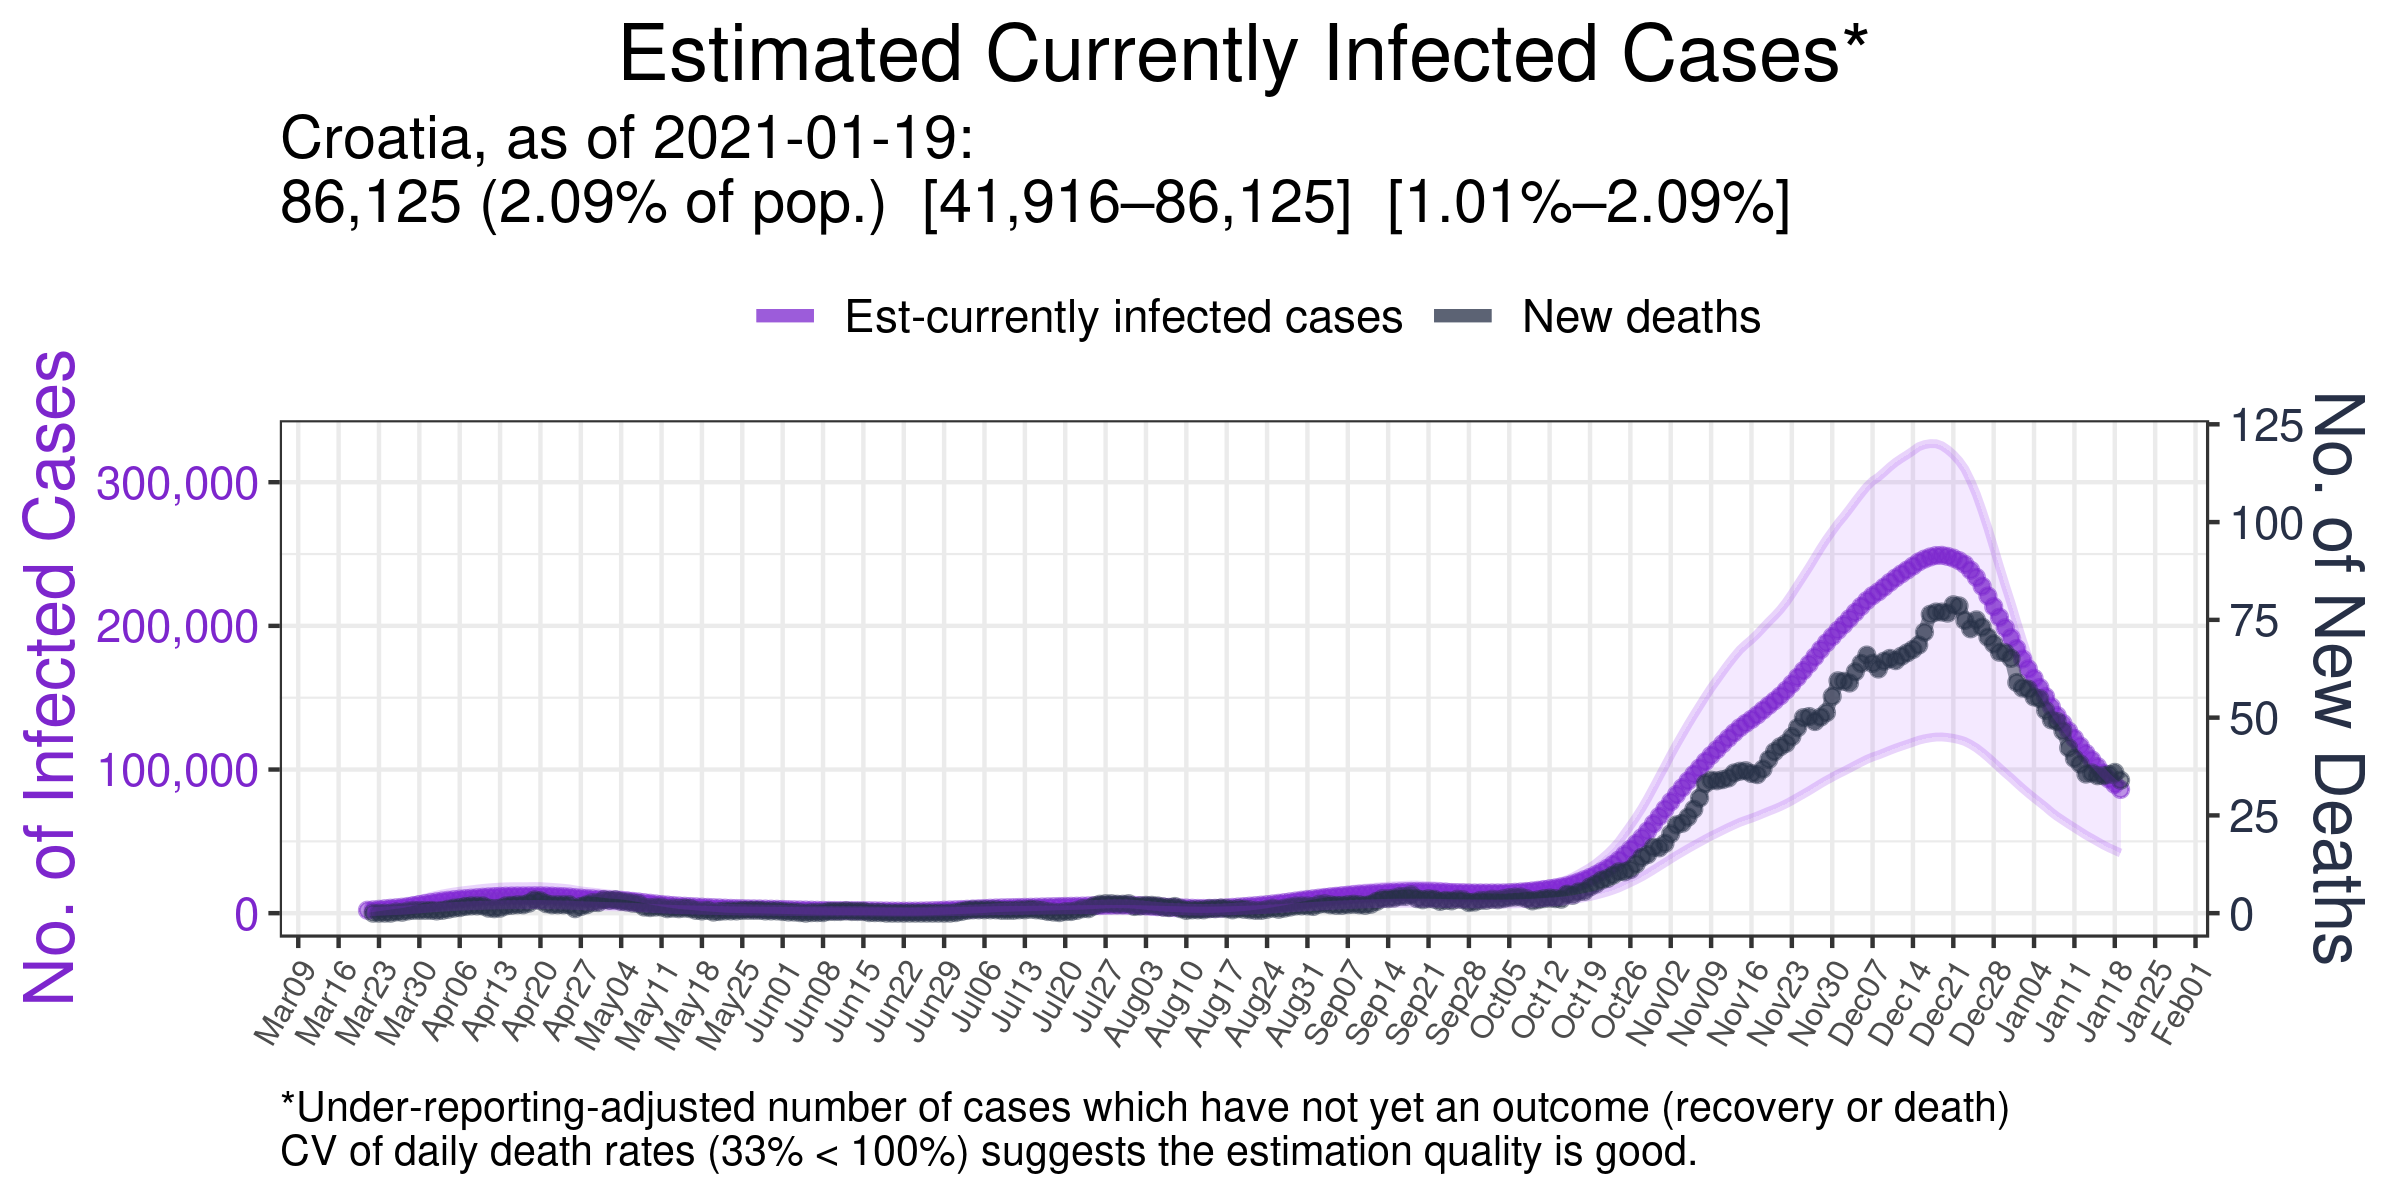 Estimated Currently Infected Cases*
Croatia, as of 2021-01-19:
86,125 (2.09% of pop.) [41,916–86,125] [1.01%–2.09%]
Est-currently infected cases
New deaths
No. of Infected Cases
300,000
200,000
100,000
0
125
100
75
50
25
0
No. of New Deaths
Mar09
Mar16
Mar23
Mar30
Apr06
Apr13
Apr20
Apr27
May04
May11
May18
May25
Jun01
Jun08
Jun15
Jun22
Jun29
Jul06
Jul13
Jul20
Jul27
Aug03
Aug10
Aug17
Aug24
Aug31
Sep07
Sep14
Sep21
Sep28
Oct05
Oct12
Oct19
Oct26
Nov02
Nov09
Nov16
Nov23
Nov30
Dec07
Dec14
Dec21
Dec28
Jan04
Jan11
Jan18
Jan25
Feb01
*Under-reporting-adjusted number of cases which have not yet an outcome (recovery or death)
CV of daily death rates (33% < 100%) suggests the estimation quality is good.